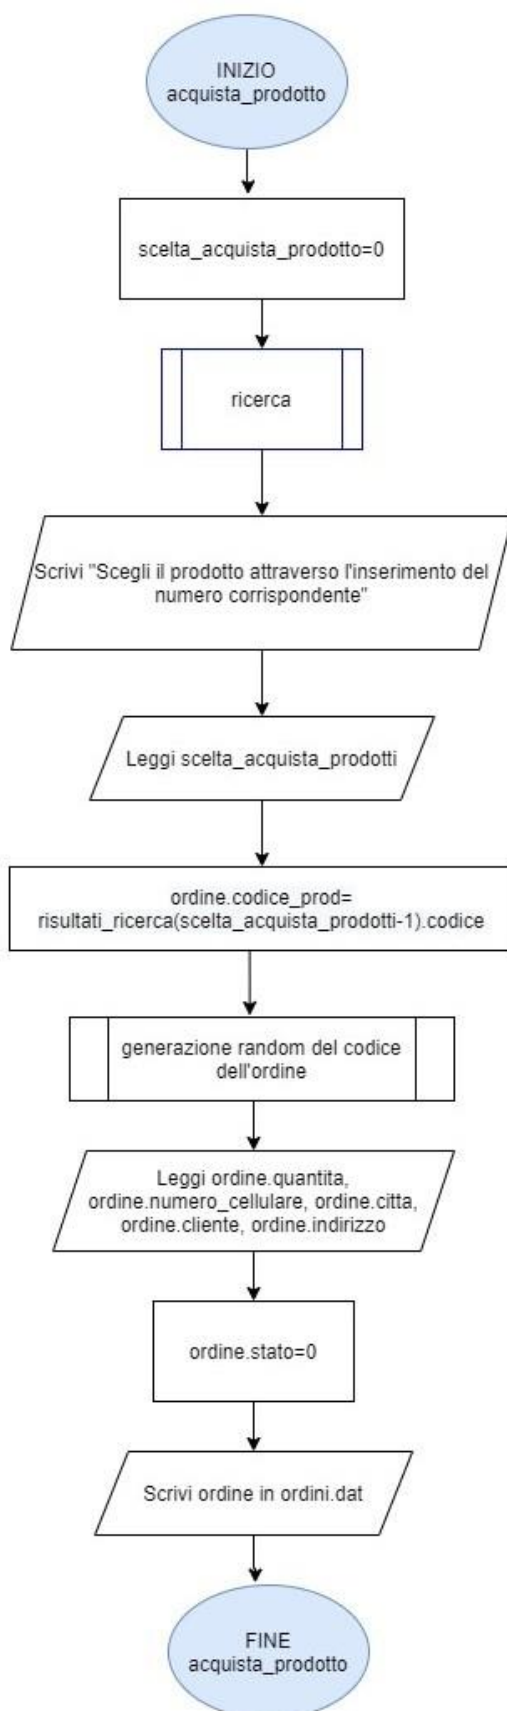 INIZIO
acquista_prodotto
scelta_acquista_prodotto=0
ricerca
Scrivi "Scegli il prodotto attraverso l'inserimento del
numero corrispondente"
Leggi scelta_acquista_prodotti
ordine.codice_prod=
risultati_ricerca(scelta_acquista_prodotti-1).codice
generazione random del codice
dell'ordine
Leggi ordine.quantita,
ordine.numero_cellulare, ordine.citta,
ordine.cliente, ordine.indirizzo
ordine.stato=0
Scrivi ordine in ordini.dat
FINE
acquista_prodotto